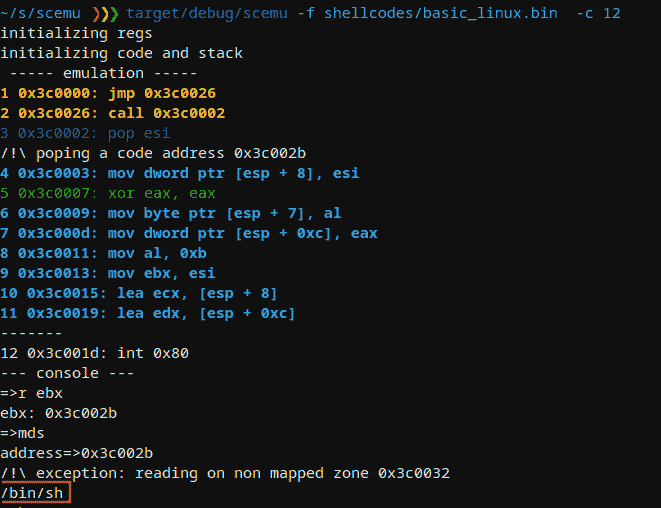 ~/s/scemu ❯❯❯ target/debug/scemu -f shellcodes/basic_linux.bin  -c 12
initializing regs
initializing code and stack
 ----- emulation -----
1 0x3c0000: jmp 0x3c0026
2 0x3c0026: call 0x3c0002
3 0x3c0002: pop esi
/!\ poping a code address 0x3c002b
4 0x3c0003: mov dword ptr [esp + 8], esi
5 0x3c0007: xor eax, eax
6 0x3c0009: mov byte ptr [esp + 7], al
7 0x3c000d: mov dword ptr [esp + 0xc], eax
8 0x3c0011: mov al, 0xb
9 0x3c0013: mov ebx, esi
10 0x3c0015: lea ecx, [esp + 8]
11 0x3c0019: lea edx, [esp + 0xc]
-------
12 0x3c001d: int 0x80
--- console ---
=>r ebx
ebx: 0x3c002b
=>mds
address=>0x3c002b
/!\ exception: reading on non mapped zone 0x3c0032
/bin/sh